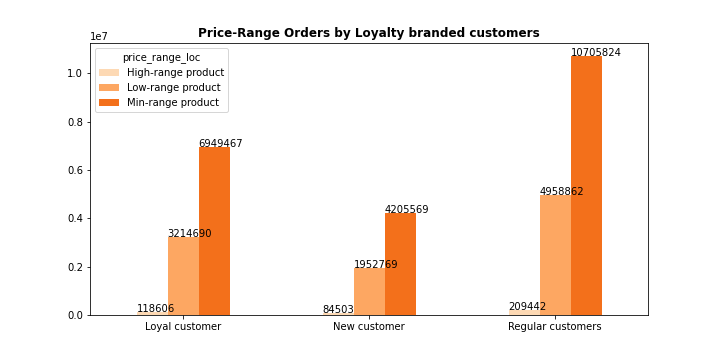 Price-Range Orders by Loyalty branded customers
1e7
price_range_loc
High-range product
Low-range product
Min-range product
1.0
0.8
0.6
0.4
0.2
0.0
118606
3214690
6949467
84503
1952769
4205569
209442
4958862
10705824
Loyal customer
New customer
Regular customers